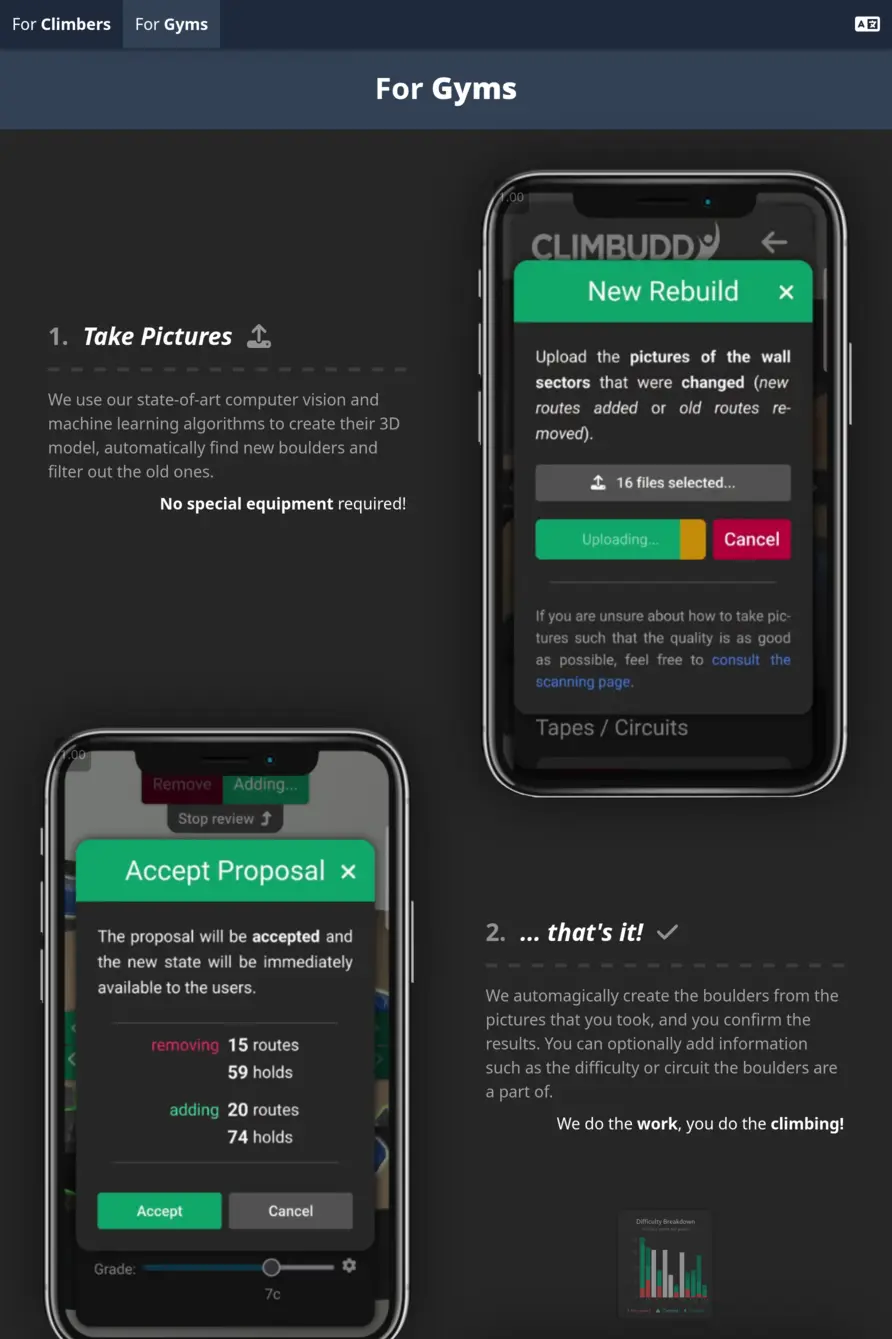 For Climbers
For Gyms
For Gyms
1.00
CLIMBUDDY
New Rebuild
1. Take Pictures
We use our state-of-art computer vision and
machine learning algorithms to create their 3D
model, automatically find new boulders and
filter out the old ones.
No special equipment required!
Upload the pictures of the wall
sectors that were changed (new
routes added or old routes re-
moved).
16 files selected...
Uploading...
Cancel
If you are unsure about how to take pic-
tures such that the quality is as good
as possible, feel free to consult the
scanning page.
Tapes / Circuits
1.00
Remove
Adding...
Stop review
Accept Proposal
The proposal will be accepted and
the new state will be immediately
available to the users.
removing 15 routes
59 holds
adding 20 routes
74 holds
Accept
Cancel
Grade:
7c
2. ... that's it!
We automagically create the boulders from the
pictures that you took, and you confirm the
results. You can optionally add information
such as the difficulty or circuit the boulders are
a part of.
We do the work, you do the climbing!
Difficulty Breakdown